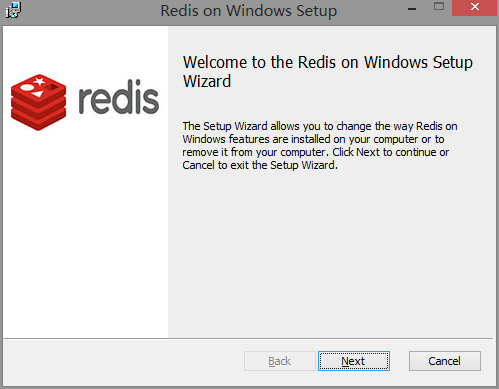 Redis on Windows Setup
Welcome to the Redis on Windows Setup
Wizard
redis
The Setup Wizard allows you to change the way Redis on
Windows features are installed on your computer or to
remove it from your computer. Click Next to continue or
Cancel to exit the Setup Wizard.
Back
Next
Cancel